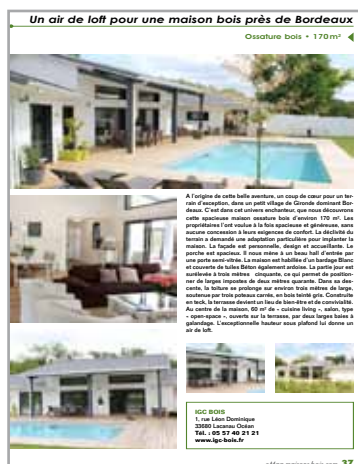 Un air de loft pour une maison bois près de Bordeaux
Ossature bois • 170 m²
A l'origine de cette belle aventure, un coup de cœur pour un ter-
rain d'exception, dans un petit village de Gironde dominant Bor-
deaux. C'est dans cet univers enchanteur, que nous découvrons
cette spacieuse maison ossature bois d'environ 170 m². Les
propriétaires l'ont voulue à la fois spacieuse et généreuse, sans
aucune concession à leurs exigences de confort. La déclivité du
terrain a demandé une adaptation particulière pour implanter la
maison. La façade est personnelle, design et accueillante. Le
porche est spacieux. Il nous mène à un beau hall d'entrée par
une porte semi-vitrée. La maison est habillée d'un bardage Blanc
et couverte de tuiles Béton également ardoise. La partie jour est
surélevée à trois mètres cinquante, ce qui permet de position-
ner de larges impostes de deux mètres quarante. Dans sa des-
cente, la toiture se prolonge sur environ trois mètres de large,
soutenue par trois poteaux carrés, en bois teinté gris. Construite
en teck, la terrasse devient un lieu de bien-être et de convivialité.
Au centre de la maison, 60 m² de « cuisine living », salon, type
« open-space », ouverts sur la terrasse, par deux larges baies à
galandage. L'exceptionnelle hauteur sous plafond lui donne un
air de loft.
IGC BOIS
1, rue Léon Dominique
33680 Lacanau Océan
Tél. : 05 57 40 21 21
www.igc-bois.fr
37